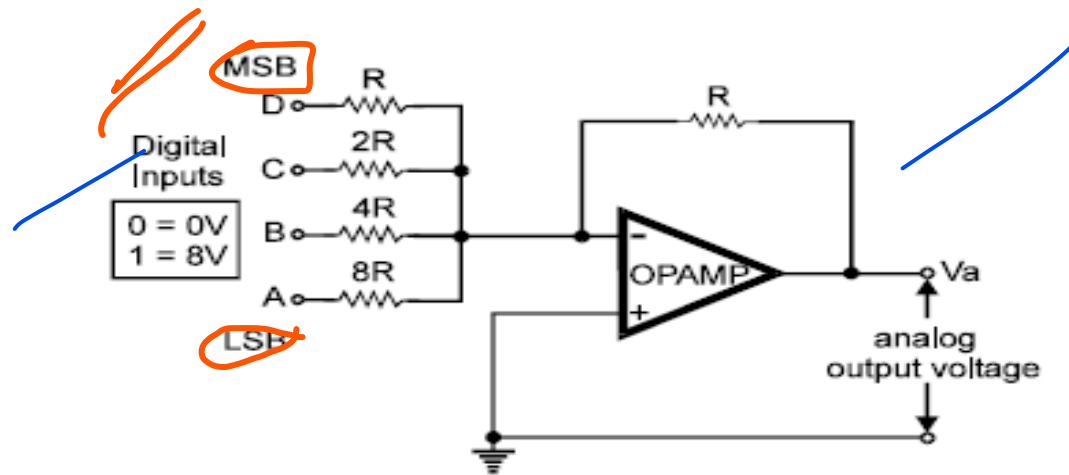 MSB
R
D
R
Digital
Inputs
2R
C
0 = 0V
1 = 8V
4R
B
-
OPAMP
+
Va
8R
A
LSB
analog
output voltage